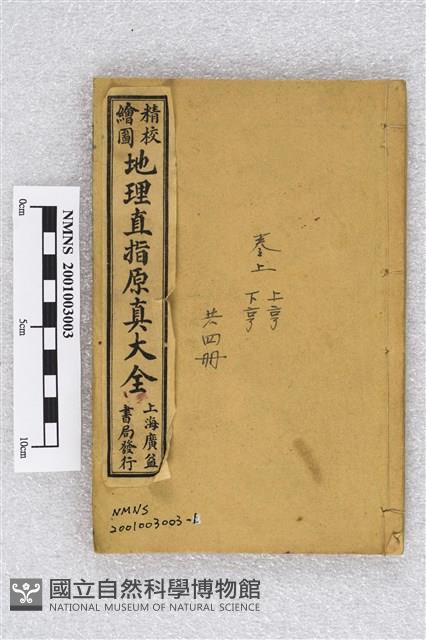 精校
繪圖
地理直指原真大全
上海廣益
書局發行
卷上
上亨
下亨
共四冊
NMNS
2001003003-1
0cm
5cm
10cm
NMNS 2001003003
國立自然科學博物館
NATIONAL MUSEUM OF NATURAL SCIENCE